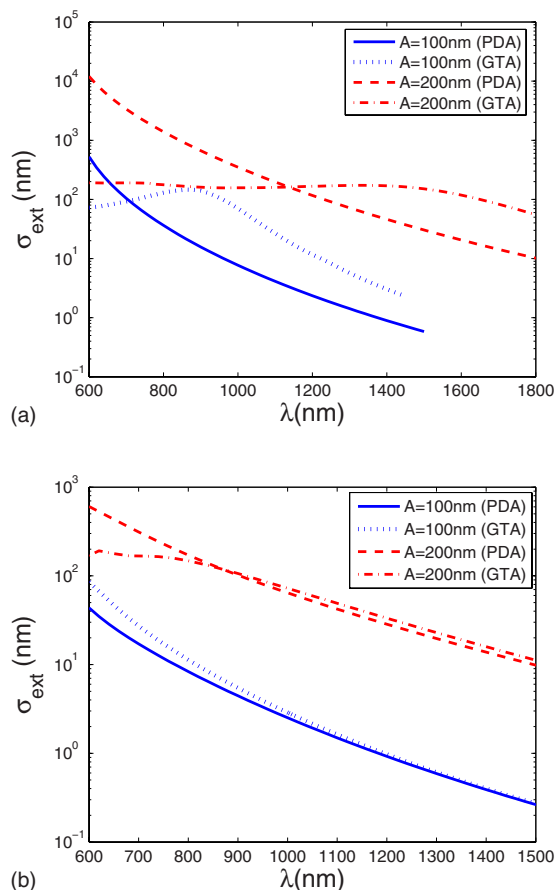 10^5
10^4
10^3
10^2
10^1
10^0
10^-1
σ_ext (nm)
A=100nm (PDA)
A=100nm (GTA)
A=200nm (PDA)
A=200nm (GTA)
600 800 1000 1200 1400 1600 1800
λ(nm)
(a)
10^3
10^2
10^1
10^0
10^-1
σ_ext (nm)
A=100nm (PDA)
A=100nm (GTA)
A=200nm (PDA)
A=200nm (GTA)
600 700 800 900 1000 1100 1200 1300 1400 1500
λ(nm)
(b)